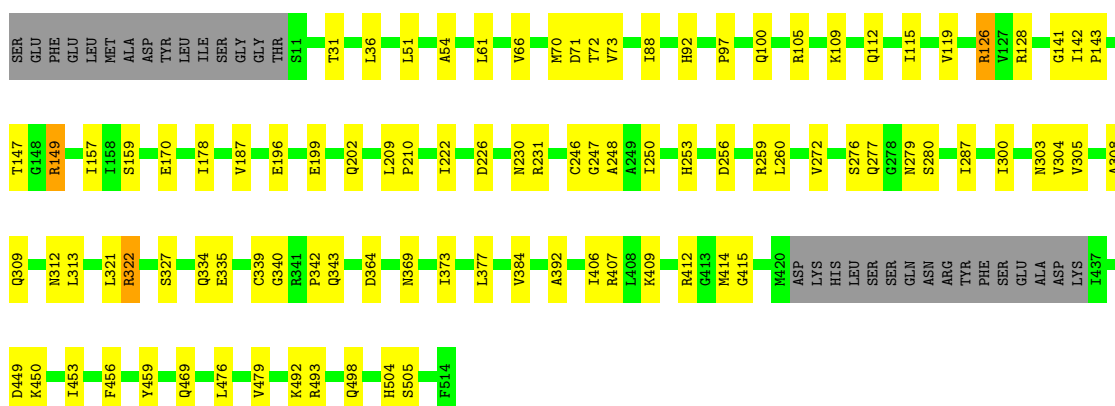 SER GLU PHE GLU GLU LEU MET ALA ASP TYR LEU ILE SER GLY GLY THR S11 T31 L36 L51 A54 L61 V66 M70 D71 T72 V73 I88 H92 P97 Q100 R105 K109 Q112 I115 V119 R126 V127 R128 G141 I142 P143
T147 G148 R149 I157 I158 S159 E170 I178 V187 E196 E199 Q202 L209 P210 I222 D226 N230 R231 C246 G247 A248 A249 I250 H253 D256 R259 L260 V272 S276 Q277 G278 N279 S280 I287 I300 N303 V304 V305 A308
Q309 N312 L313 L321 R322 S327 Q334 E335 C339 G340 R341 P342 Q343 D364 N369 I373 L377 V384 A392 I406 R407 L408 K409 R412 G413 M414 G415 M420 ASP LYS HIS LEU SER SER GLN ASN ARG TYR PHE SER GLU ALA ASP LYS I437
D449 K450 I453 F456 Y459 Q469 L476 V479 K492 R493 Q498 H504 S505 F514